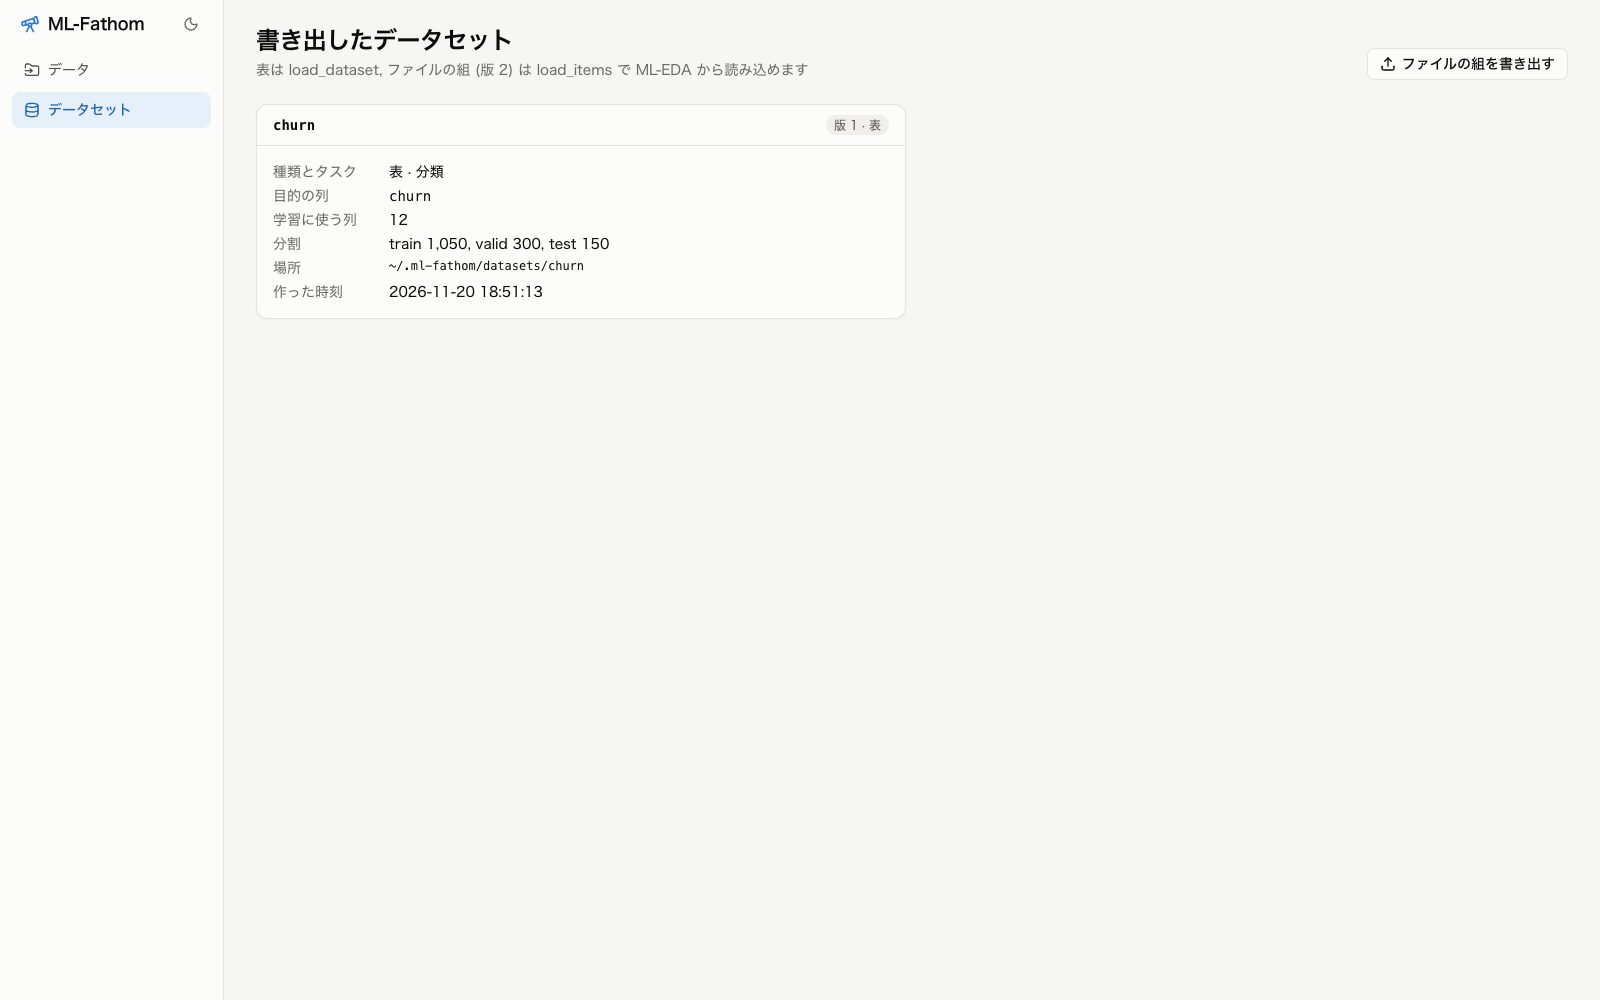 ML-Fathom
データ
データセット
書き出したデータセット
表は load_dataset, ファイルの組 (版 2) は load_items で ML-EDA から読み込めます
ファイルの組を書き出す
churn
版 1 · 表
種類とタスク 表 · 分類
目的の列 churn
学習に使う列 12
分割 train 1,050, valid 300, test 150
場所 ~/.ml-fathom/datasets/churn
作った時刻 2026-11-20 18:51:13